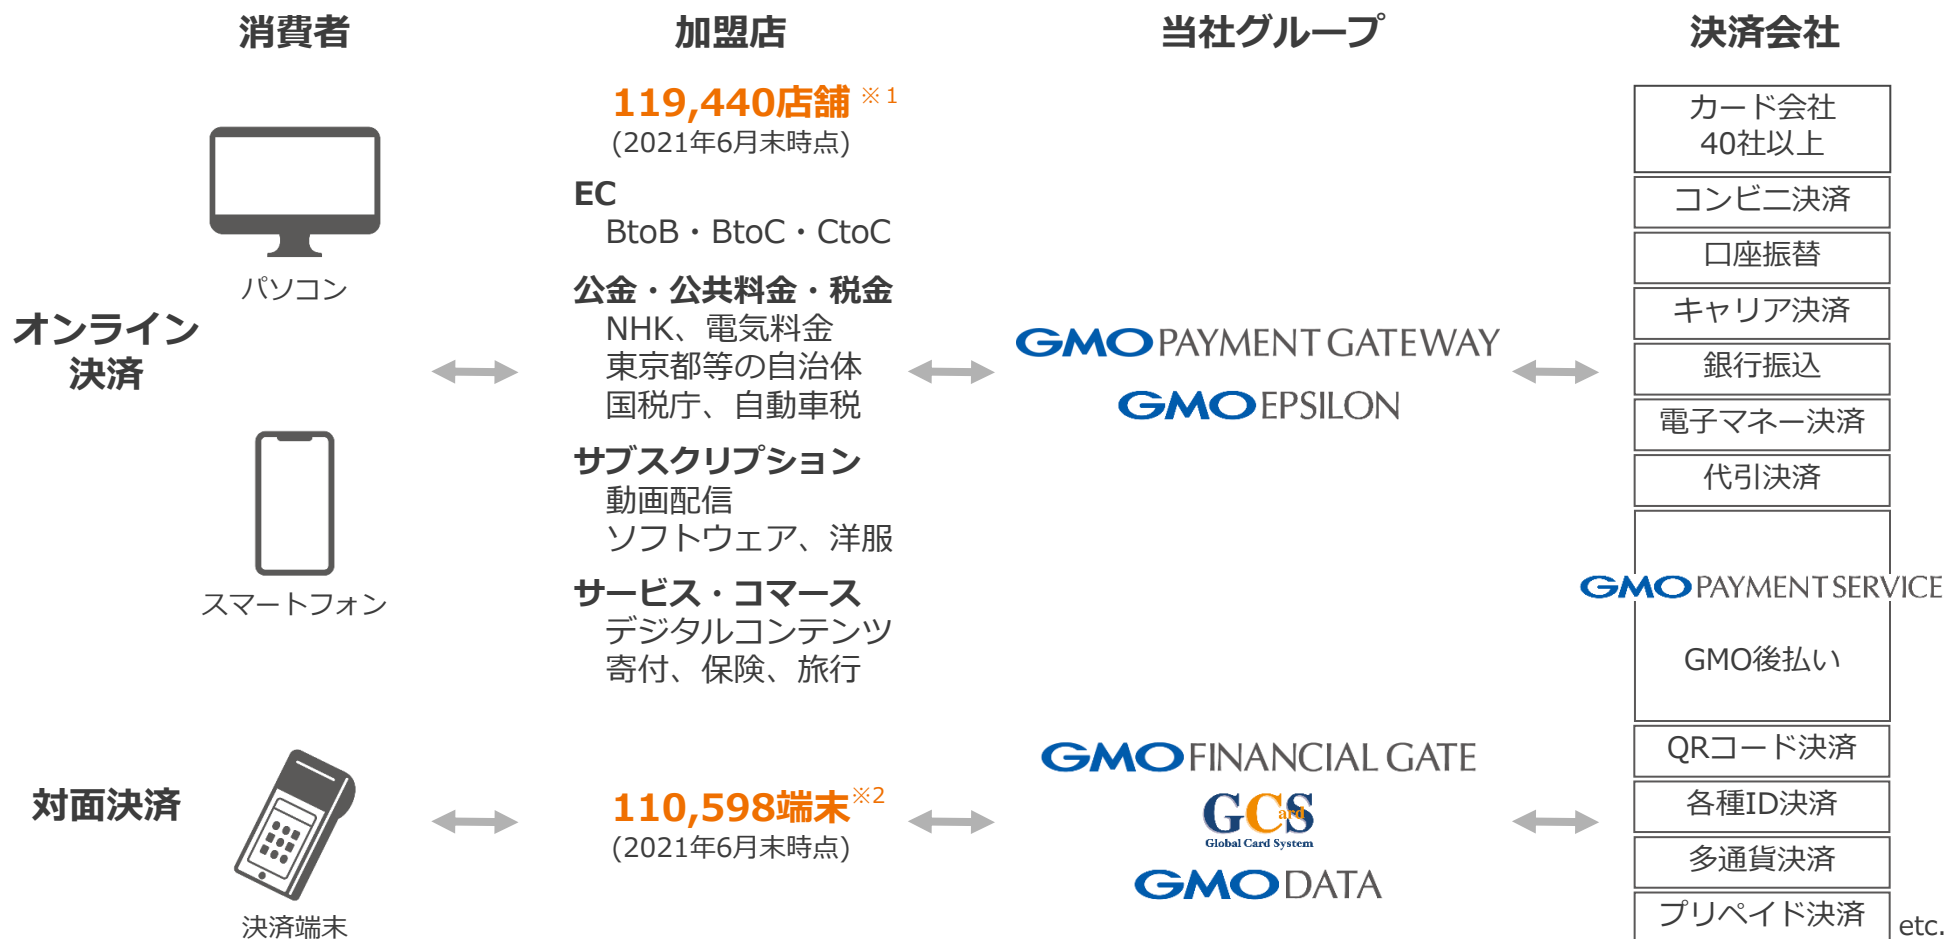 消費者
加盟店
当社グループ
決済会社
オンライン
決済
パソコン
スマートフォン
119,440店舗 ※1
(2021年6月末時点)
EC
BtoB・BtoC・CtoC
公金・公共料金・税金
NHK、電気料金
東京都等の自治体
国税庁、自動車税
サブスクリプション
動画配信
ソフトウェア、洋服
サービス・コマース
デジタルコンテンツ
寄付、保険、旅行
GMO PAYMENT GATEWAY
GMO EPSILON
カード会社
40社以上
コンビニ決済
口座振替
キャリア決済
銀行振込
電子マネー決済
代引決済
GMO PAYMENT SERVICE
GMO後払い
対面決済
決済端末
110,598端末※2
(2021年6月末時点)
GMO FINANCIAL GATE
GCardS
Global Card System
GMO DATA
QRコード決済
各種ID決済
多通貨決済
プリペイド決済
etc.